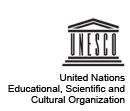 UNESCO
United Nations
Educational, Scientific and
Cultural Organization